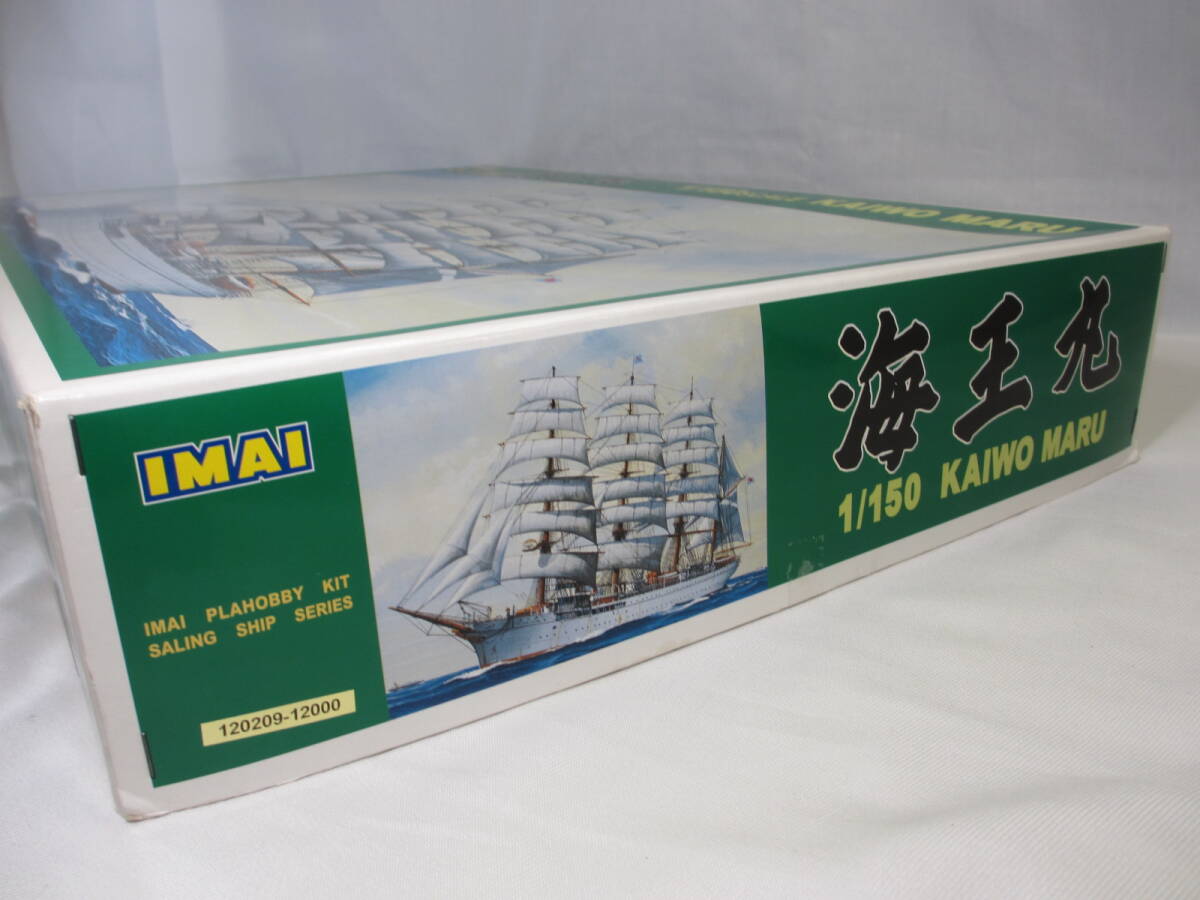 KAIWO MARU
IMAI
IMAI PLAHOBBY KIT
SALING SHIP SERIES
120209-12000
海王丸
1/150 KAIWO MARU